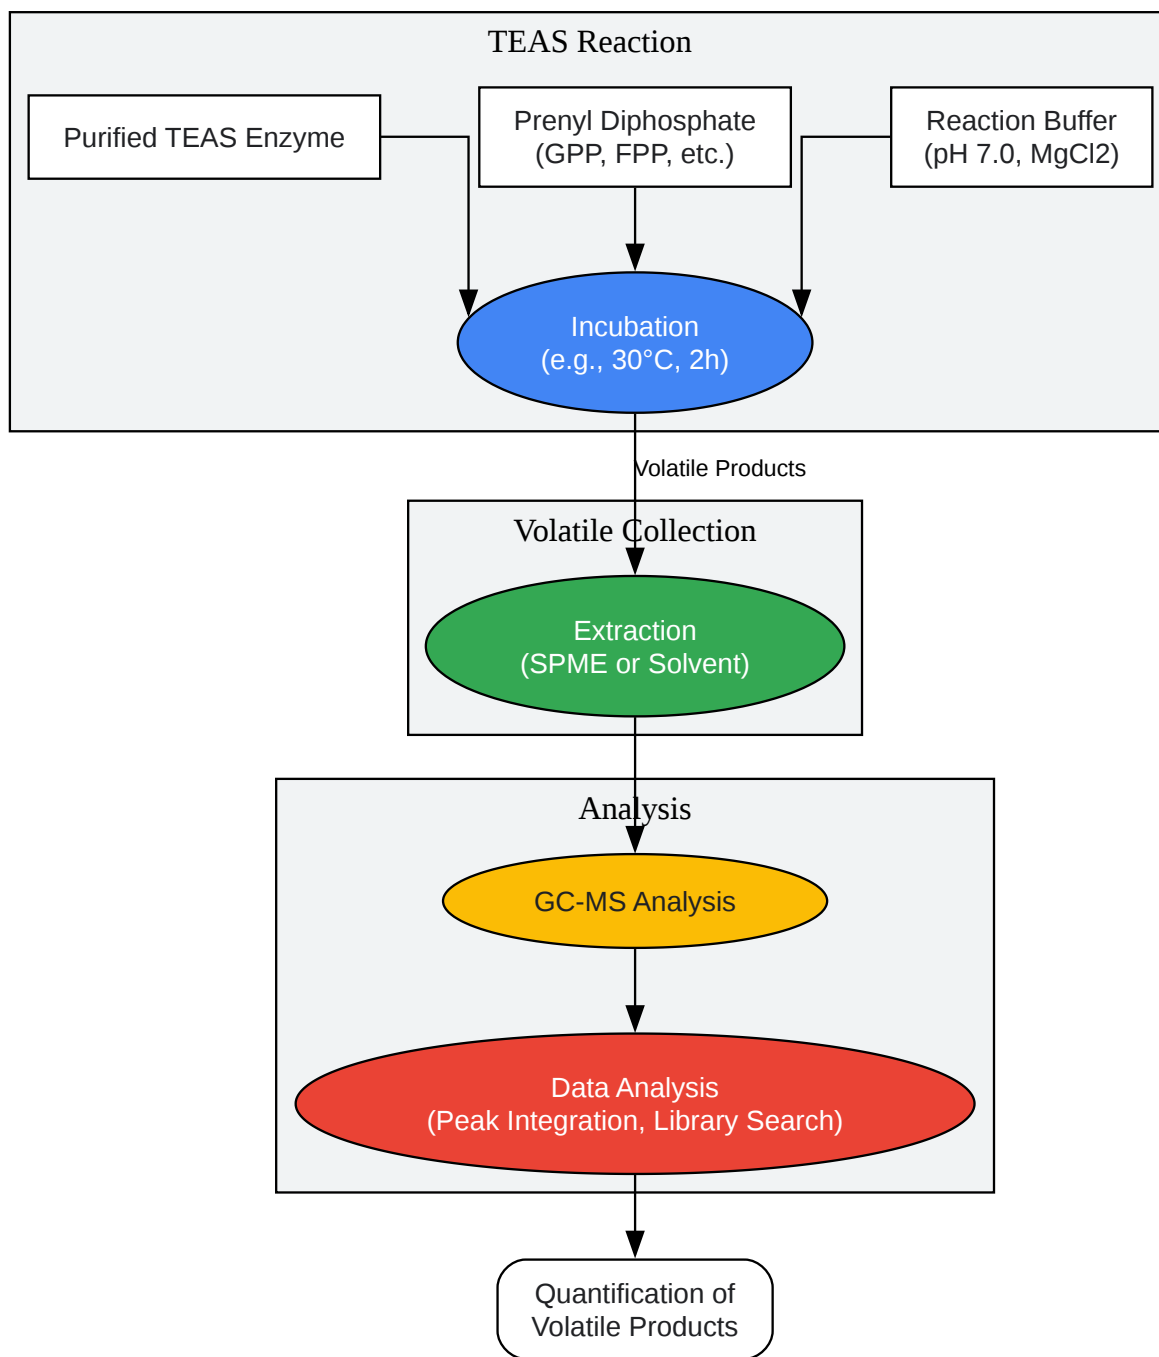 TEAS Reaction
Purified TEAS Enzyme
Prenyl Diphosphate
(GPP, FPP, etc.)
Reaction Buffer
(pH 7.0, MgCl2)
Incubation
(e.g., 30°C, 2h)
Volatile Products
Volatile Collection
Extraction
(SPME or Solvent)
Analysis
GC-MS Analysis
Data Analysis
(Peak Integration, Library Search)
Quantification of
Volatile Products